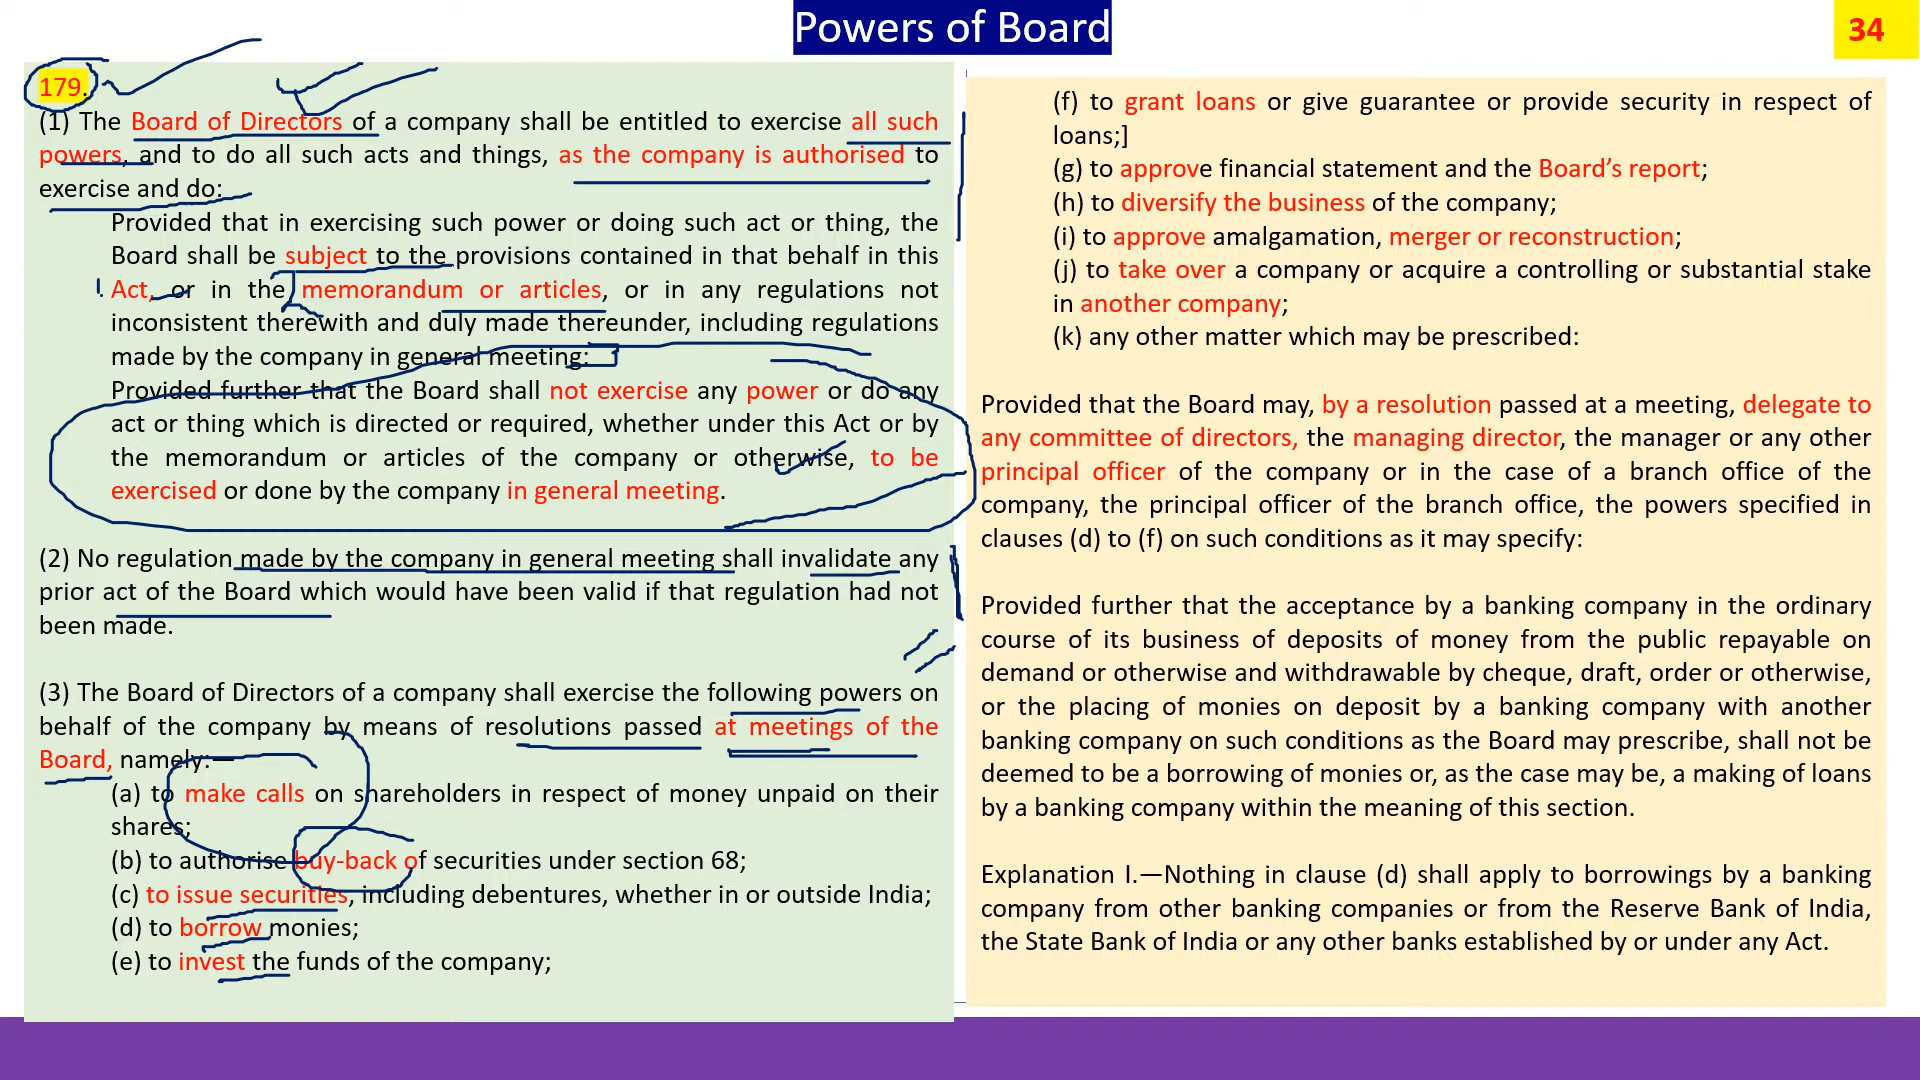 Powers of Board
34
179.
(1) The Board of Directors of a company shall be entitled to exercise all such
powers, and to do all such acts and things, as the company is authorised to
exercise and do:
Provided that in exercising such power or doing such act or thing, the
Board shall be subject to the provisions contained in that behalf in this
Act, or in the memorandum or articles, or in any regulations not
inconsistent therewith and duly made thereunder, including regulations
made by the company in general meeting:
Provided further that the Board shall not exercise any power or do any
act or thing which is directed or required, whether under this Act or by
the memorandum or articles of the company or otherwise, to be
exercised or done by the company in general meeting.
(2) No regulation made by the company in general meeting shall invalidate any
prior act of the Board which would have been valid if that regulation had not
been made.
(3) The Board of Directors of a company shall exercise the following powers on
behalf of the company by means of resolutions passed at meetings of the
Board, namely:—
(a) to make calls on shareholders in respect of money unpaid on their
shares;
(b) to authorise buy-back of securities under section 68;
(c) to issue securities, including debentures, whether in or outside India;
(d) to borrow monies;
(e) to invest the funds of the company;
(f) to grant loans or give guarantee or provide security in respect of
loans;]
(g) to approve financial statement and the Board’s report;
(h) to diversify the business of the company;
(i) to approve amalgamation, merger or reconstruction;
(j) to take over a company or acquire a controlling or substantial stake
in another company;
(k) any other matter which may be prescribed:
Provided that the Board may, by a resolution passed at a meeting, delegate to
any committee of directors, the managing director, the manager or any other
principal officer of the company or in the case of a branch office of the
company, the principal officer of the branch office, the powers specified in
clauses (d) to (f) on such conditions as it may specify:
Provided further that the acceptance by a banking company in the ordinary
course of its business of deposits of money from the public repayable on
demand or otherwise and withdrawable by cheque, draft, order or otherwise,
or the placing of monies on deposit by a banking company with another
banking company on such conditions as the Board may prescribe, shall not be
deemed to be a borrowing of monies or, as the case may be, a making of loans
by a banking company within the meaning of this section.
Explanation I.—Nothing in clause (d) shall apply to borrowings by a banking
company from other banking companies or from the Reserve Bank of India,
the State Bank of India or any other banks established by or under any Act.